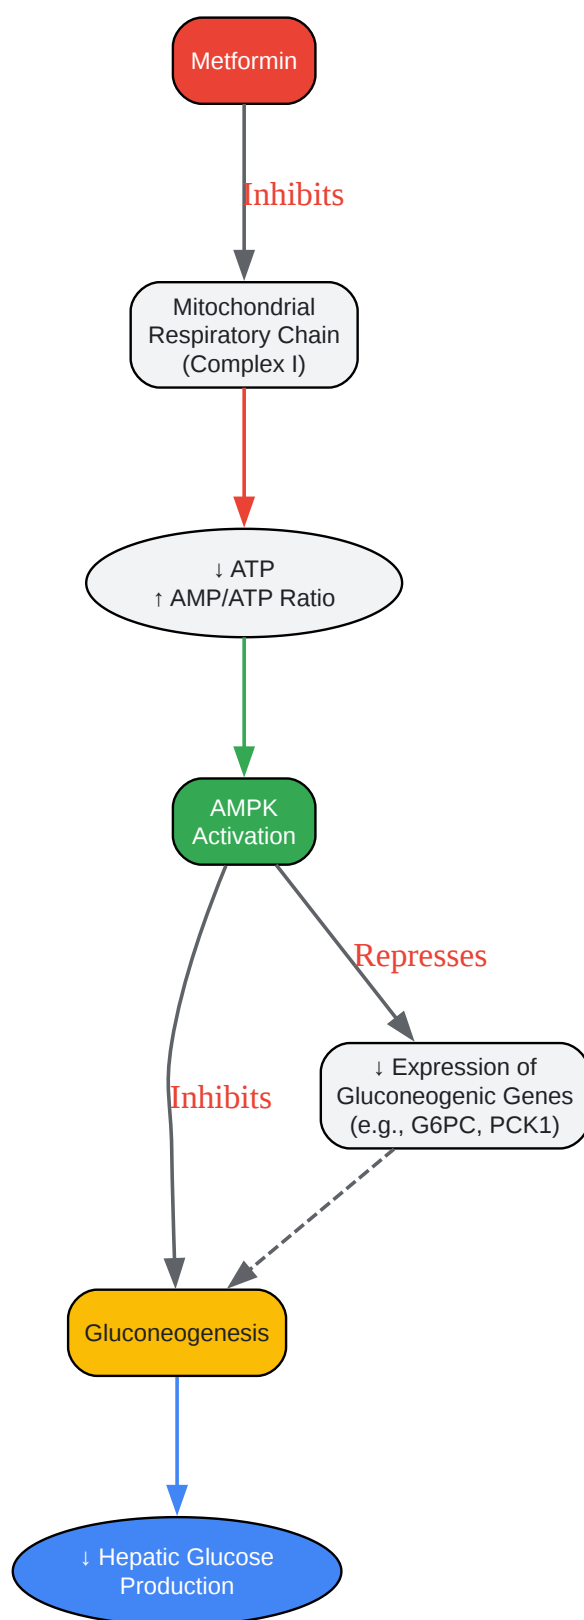 Metformin
Inhibits
Mitochondrial
Respiratory Chain
(Complex I)
↓ ATP
↑ AMP/ATP Ratio
AMPK
Activation
Represses
↓ Expression of
Gluconeogenic Genes
(e.g., G6PC, PCK1)
Inhibits
Gluconeogenesis
↓ Hepatic Glucose
Production